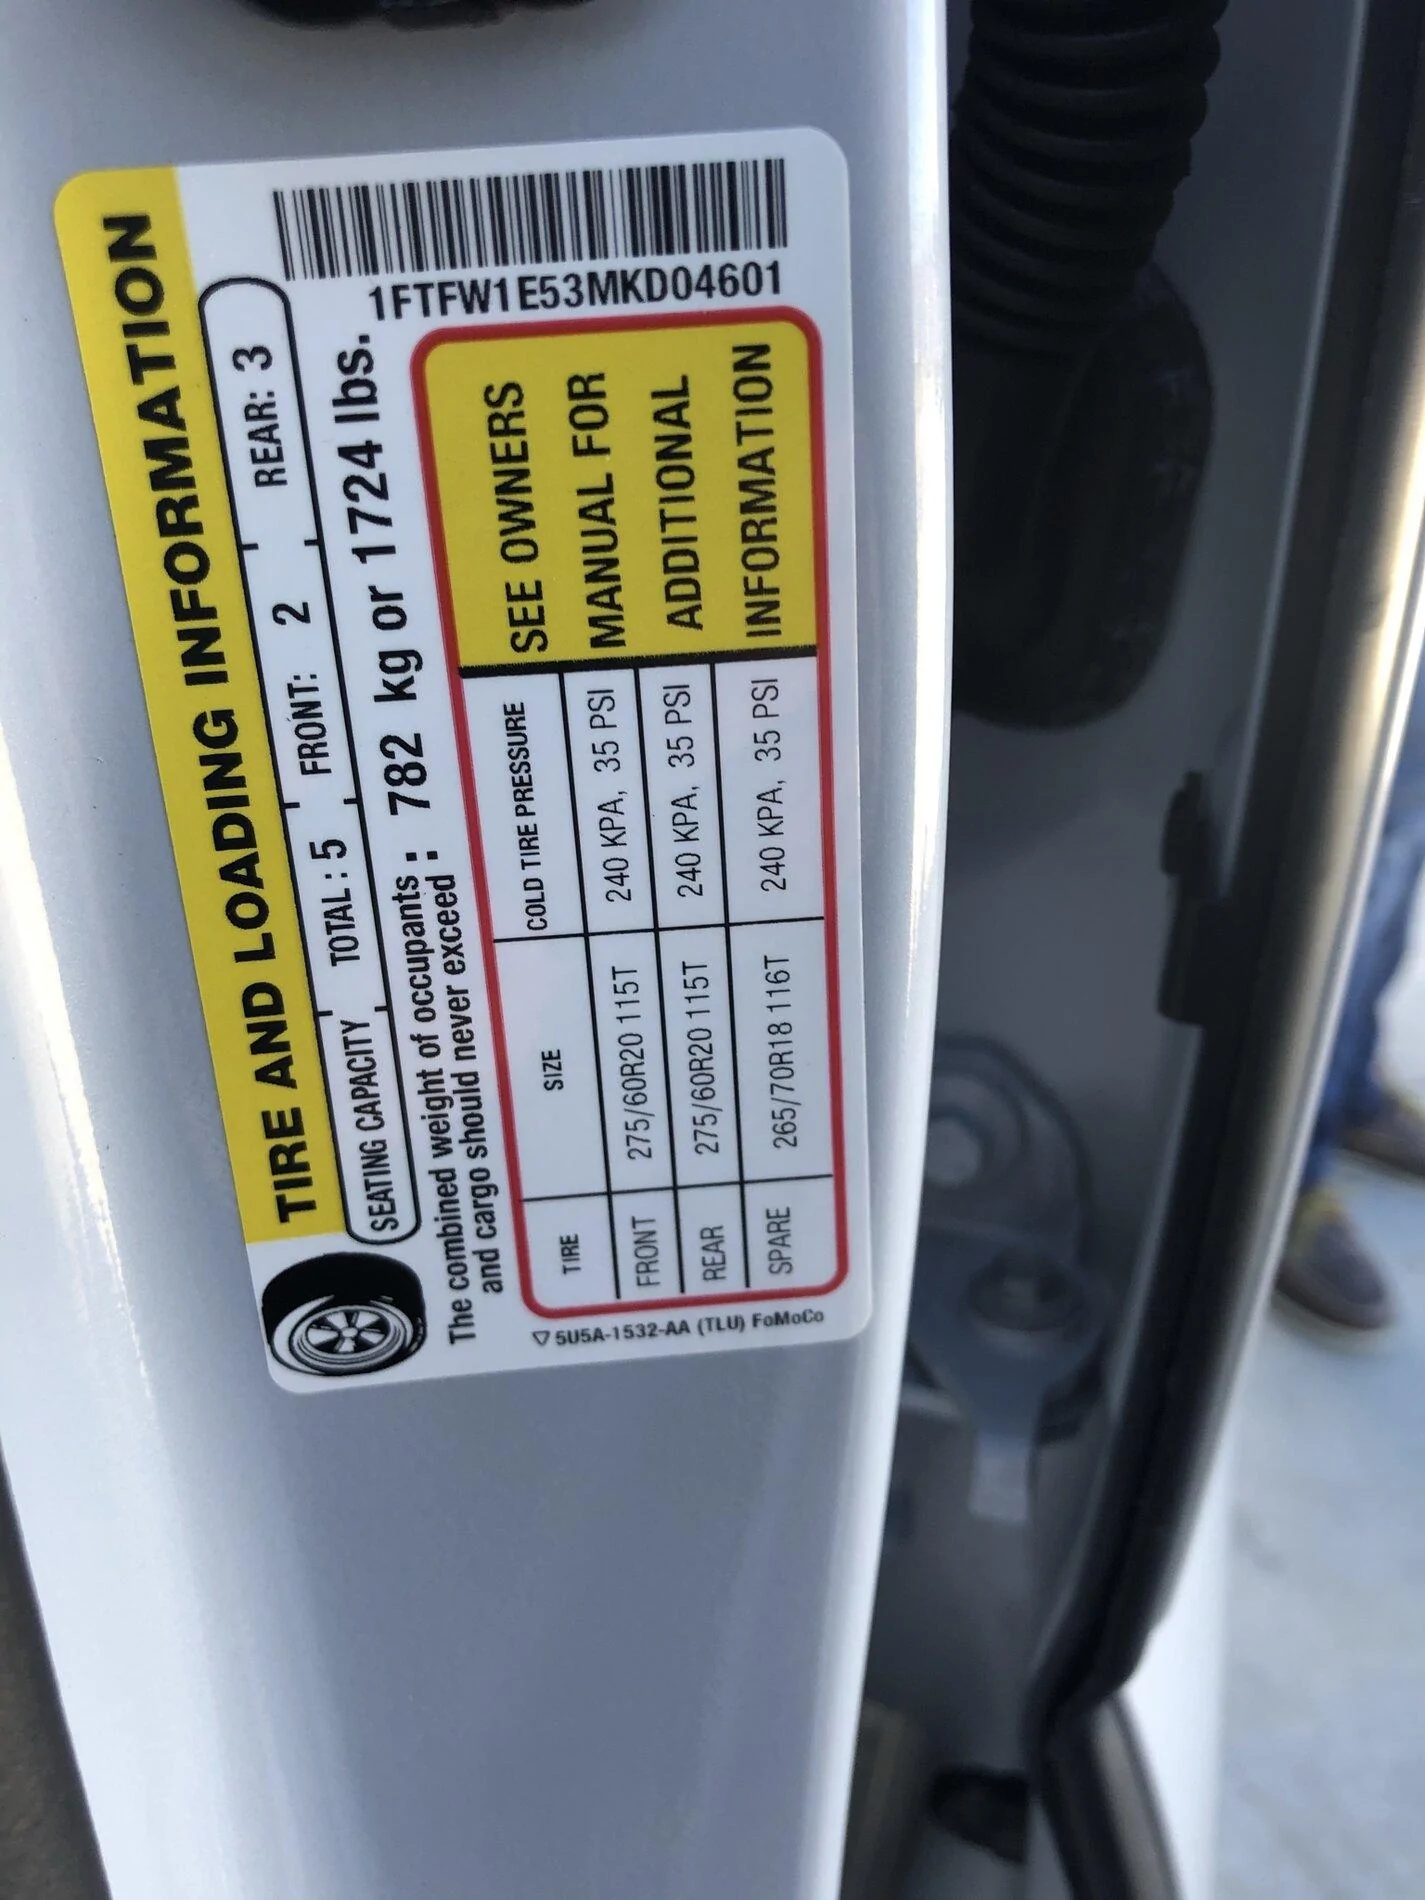 TIRE AND LOADING INFORMATION
SEATING CAPACITY TOTAL : 5 FRONT: 2 REAR: 3
The combined weight of occupants :
and cargo should never exceed : 782 kg or 1724 lbs.
TIRE SIZE COLD TIRE PRESSURE
FRONT 275/60R20 115T 240 KPA, 35 PSI
REAR 275/60R20 115T 240 KPA, 35 PSI
SPARE 265/70R18 116T 240 KPA, 35 PSI
SEE OWNERS
MANUAL FOR
ADDITIONAL
INFORMATION
5U5A-1532-AA (TLU) FoMoCo
1FTFW1E53MKD04601